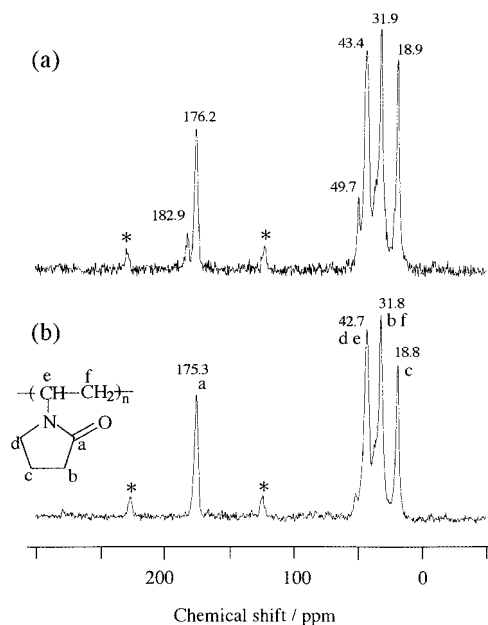 (a)
31.9
43.4
18.9
176.2
49.7
182.9
*
*
(b)
42.7
d e
31.8
b f
18.8
c
175.3
a
*
*
e
f
CH
CH2
n
N
O
d
a
c
b
200
100
0
Chemical shift / ppm